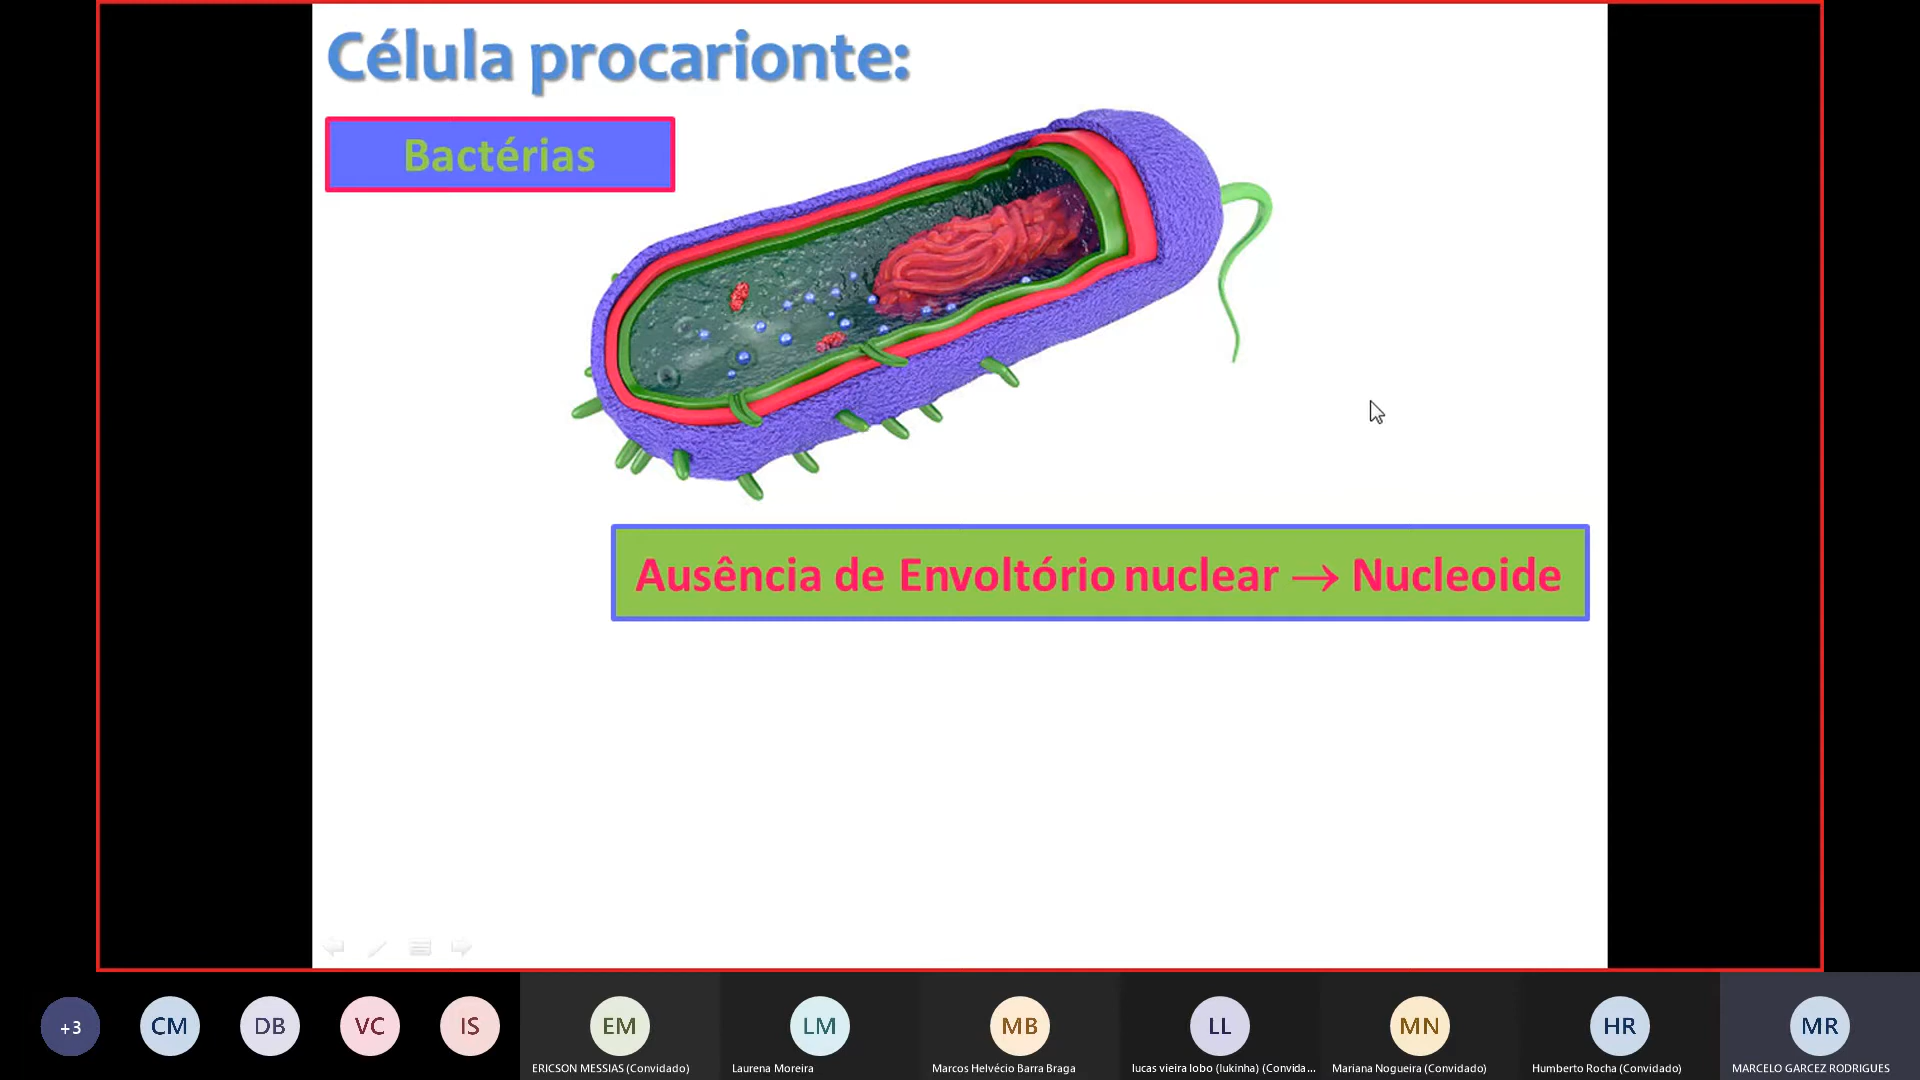 Célula procarionte:
Bactérias
Ausência de Envoltório nuclear → Nucleoide
+3
CM
DB
VC
IS
EM
LM
MB
LL
MN
HR
MR
ERICSON MESSIAS (Convidado)
Laurena Moreira
Marcos Helvécio Barra Braga
lucas vieira lobo (lukinha) (Convida...
Mariana Nogueira (Convidado)
Humberto Rocha (Convidado)
MARCELO GARCEZ RODRIGUES